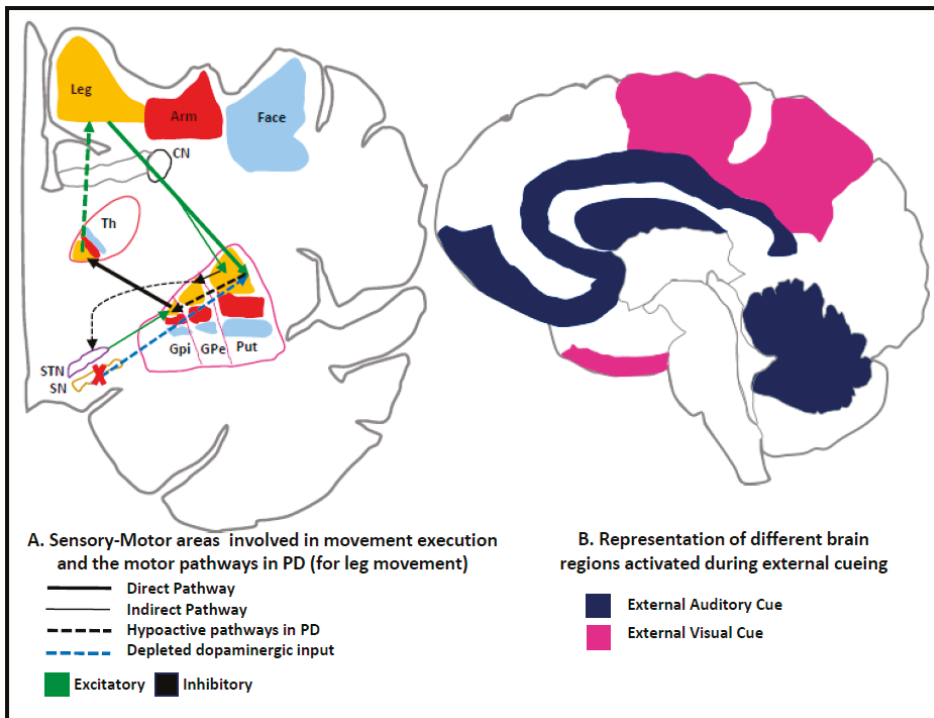 Leg
Arm
Face
CN
Th
Gpi GPe Put
STN
SN
A. Sensory-Motor areas involved in movement execution
and the motor pathways in PD (for leg movement)
Direct Pathway
Indirect Pathway
Hypoactive pathways in PD
Depleted dopaminergic input
Excitatory Inhibitory
B. Representation of different brain
regions activated during external cueing
External Auditory Cue
External Visual Cue